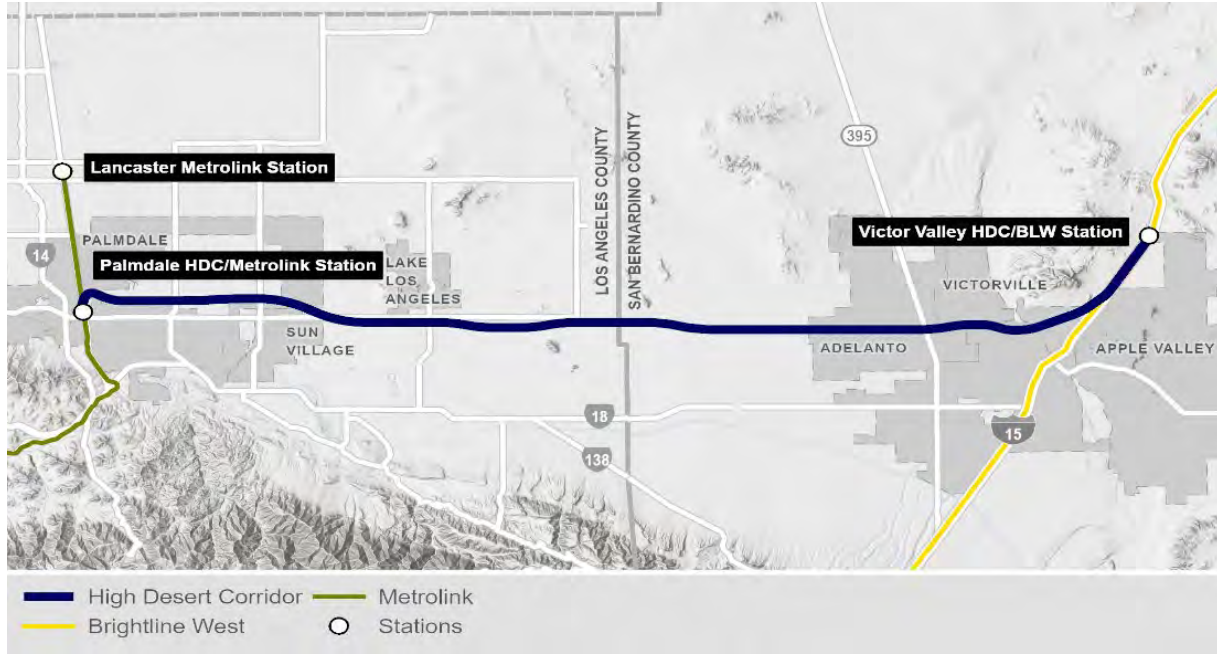 LOS ANGELES COUNTY
SAN BERNARDINO COUNTY
395
Lancaster Metrolink Station
Victor Valley HDC/BLW Station
PALMDALE
14
Palmdale HDC/Metrolink Station
LAKE
LOS
ANGELES
VICTORVILLE
SUN
VILLAGE
ADELANTO
APPLE VALLEY
18
15
138
High Desert Corridor
Metrolink
Brightline West
Stations